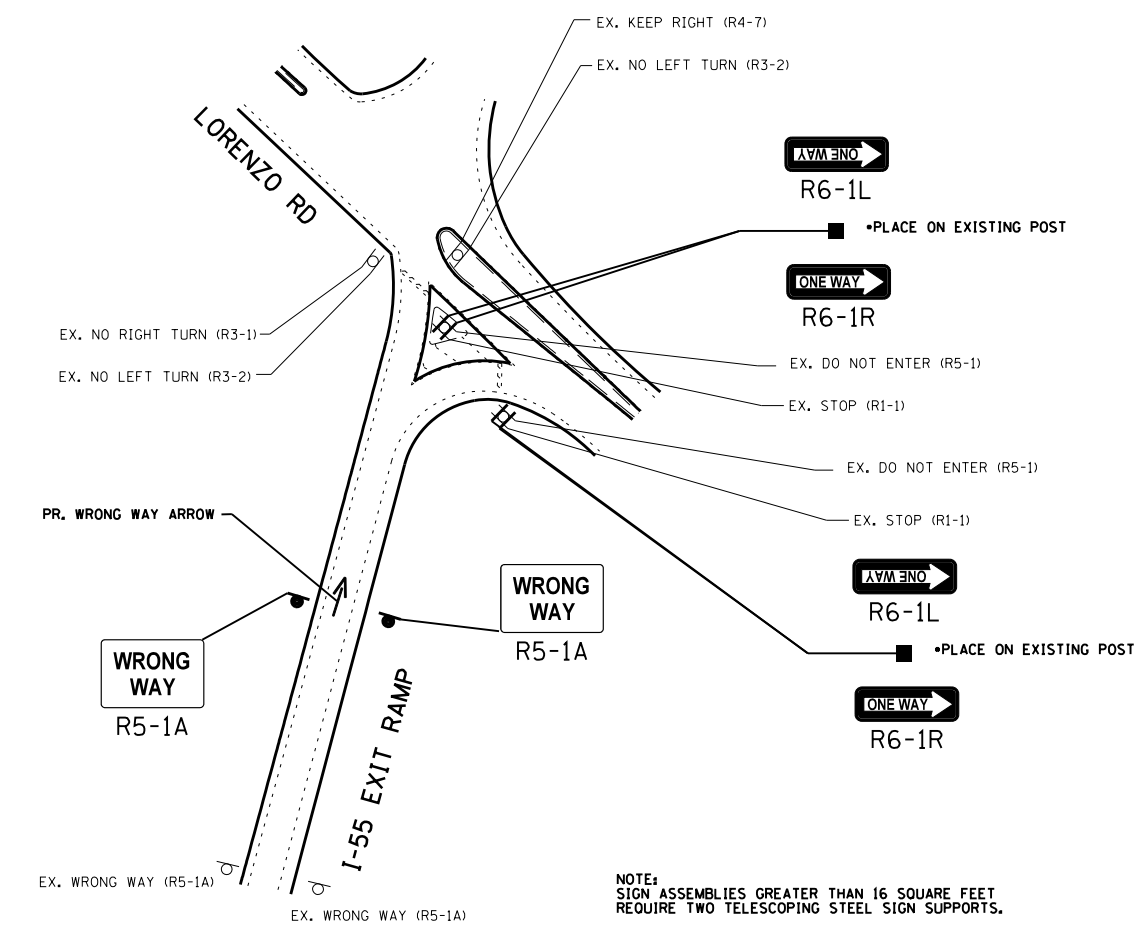 EX. KEEP RIGHT (R4-7)
EX. NO LEFT TURN (R3-2)
LORENZO RD
ONE WAY
R6-1L
•PLACE ON EXISTING POST
ONE WAY
R6-1R
EX. NO RIGHT TURN (R3-1)
EX. NO LEFT TURN (R3-2)
EX. DO NOT ENTER (R5-1)
EX. STOP (R1-1)
EX. DO NOT ENTER (R5-1)
EX. STOP (R1-1)
PR. WRONG WAY ARROW
WRONG
WAY
R5-1A
WRONG
WAY
R5-1A
ONE WAY
R6-1L
•PLACE ON EXISTING POST
ONE WAY
R6-1R
I-55 EXIT RAMP
EX. WRONG WAY (R5-1A)
EX. WRONG WAY (R5-1A)
NOTE:
SIGN ASSEMBLIES GREATER THAN 16 SQUARE FEET
REQUIRE TWO TELESCOPING STEEL SIGN SUPPORTS.